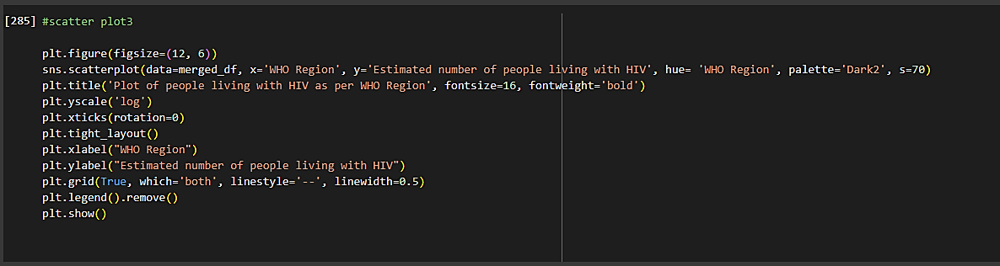 [285] #scatter plot3
plt.figure(figsize=(12, 6))
sns.scatterplot(data=merged_df, x='WHO Region', y='Estimated number of people living with HIV', hue= 'WHO Region', palette='Dark2', s=70)
plt.title('Plot of people living with HIV as per WHO Region', fontsize=16, fontweight='bold')
plt.yscale('log')
plt.xticks(rotation=0)
plt.tight_layout()
plt.xlabel("WHO Region")
plt.ylabel("Estimated number of people living with HIV")
plt.grid(True, which='both', linestyle='--', linewidth=0.5)
plt.legend().remove()
plt.show()